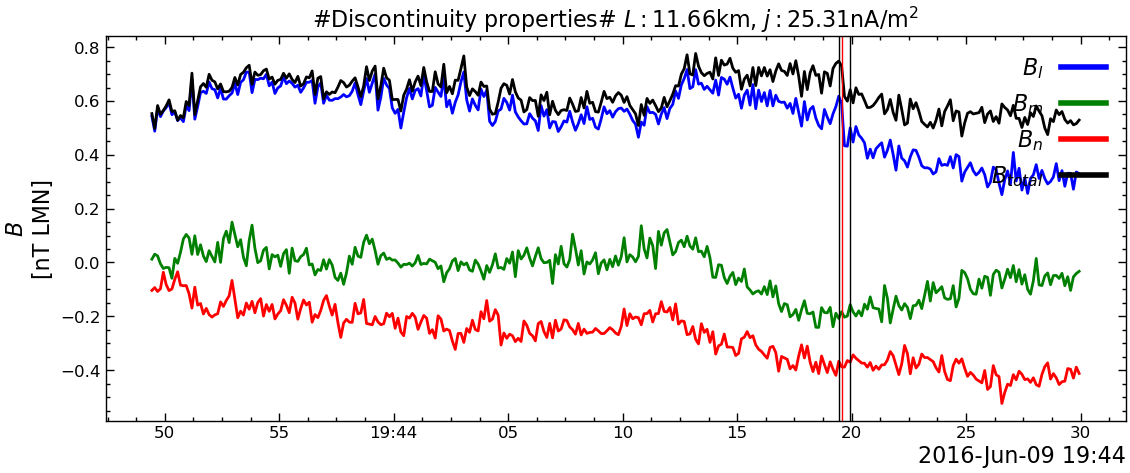 #Discontinuity properties# L : 11.66km, j : 25.31nA/m²
B
[nT LMN]
0.8
0.6
0.4
0.2
0.0
−0.2
−0.4
B_l
B_m
B_n
B_total
50 55 19:44 05 10 15 20 25 30
2016-Jun-09 19:44